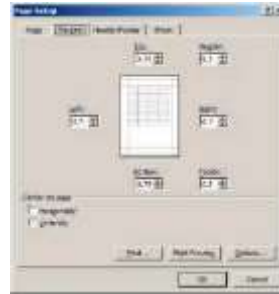 Page Setup
Page Margins Header/Footer Sheet
Top: Header:
Left: Right:
Bottom: Footer:
Center on page
Horizontally
Vertically
Print... Print Preview Options...
OK Cancel